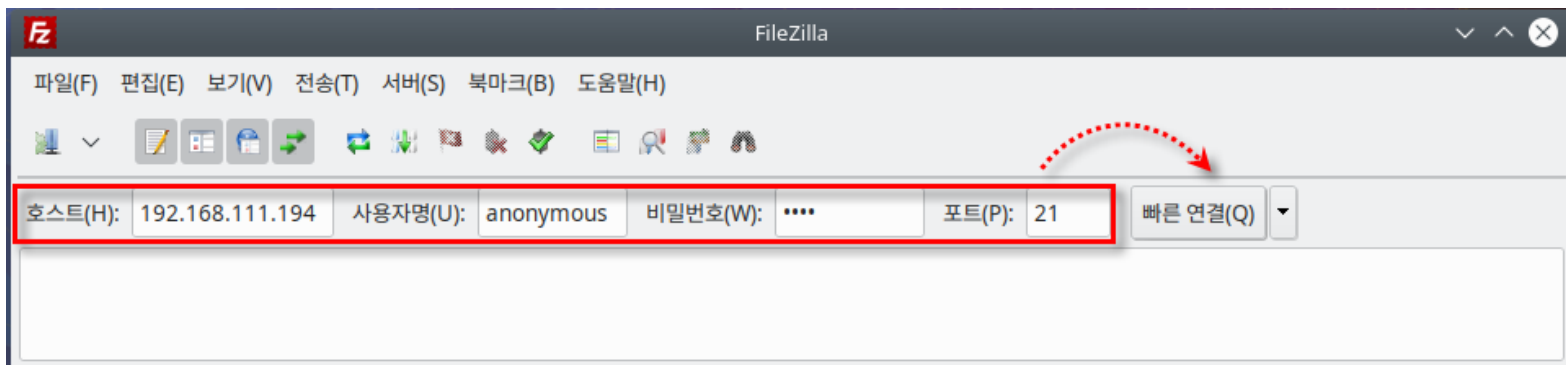 Fz
FileZilla
파일(F) 편집(E) 보기(V) 전송(T) 서버(S) 북마크(B) 도움말(H)
호스트(H): 192.168.111.194 사용자명(U): anonymous 비밀번호(W): •••• 포트(P): 21 빠른 연결(Q)